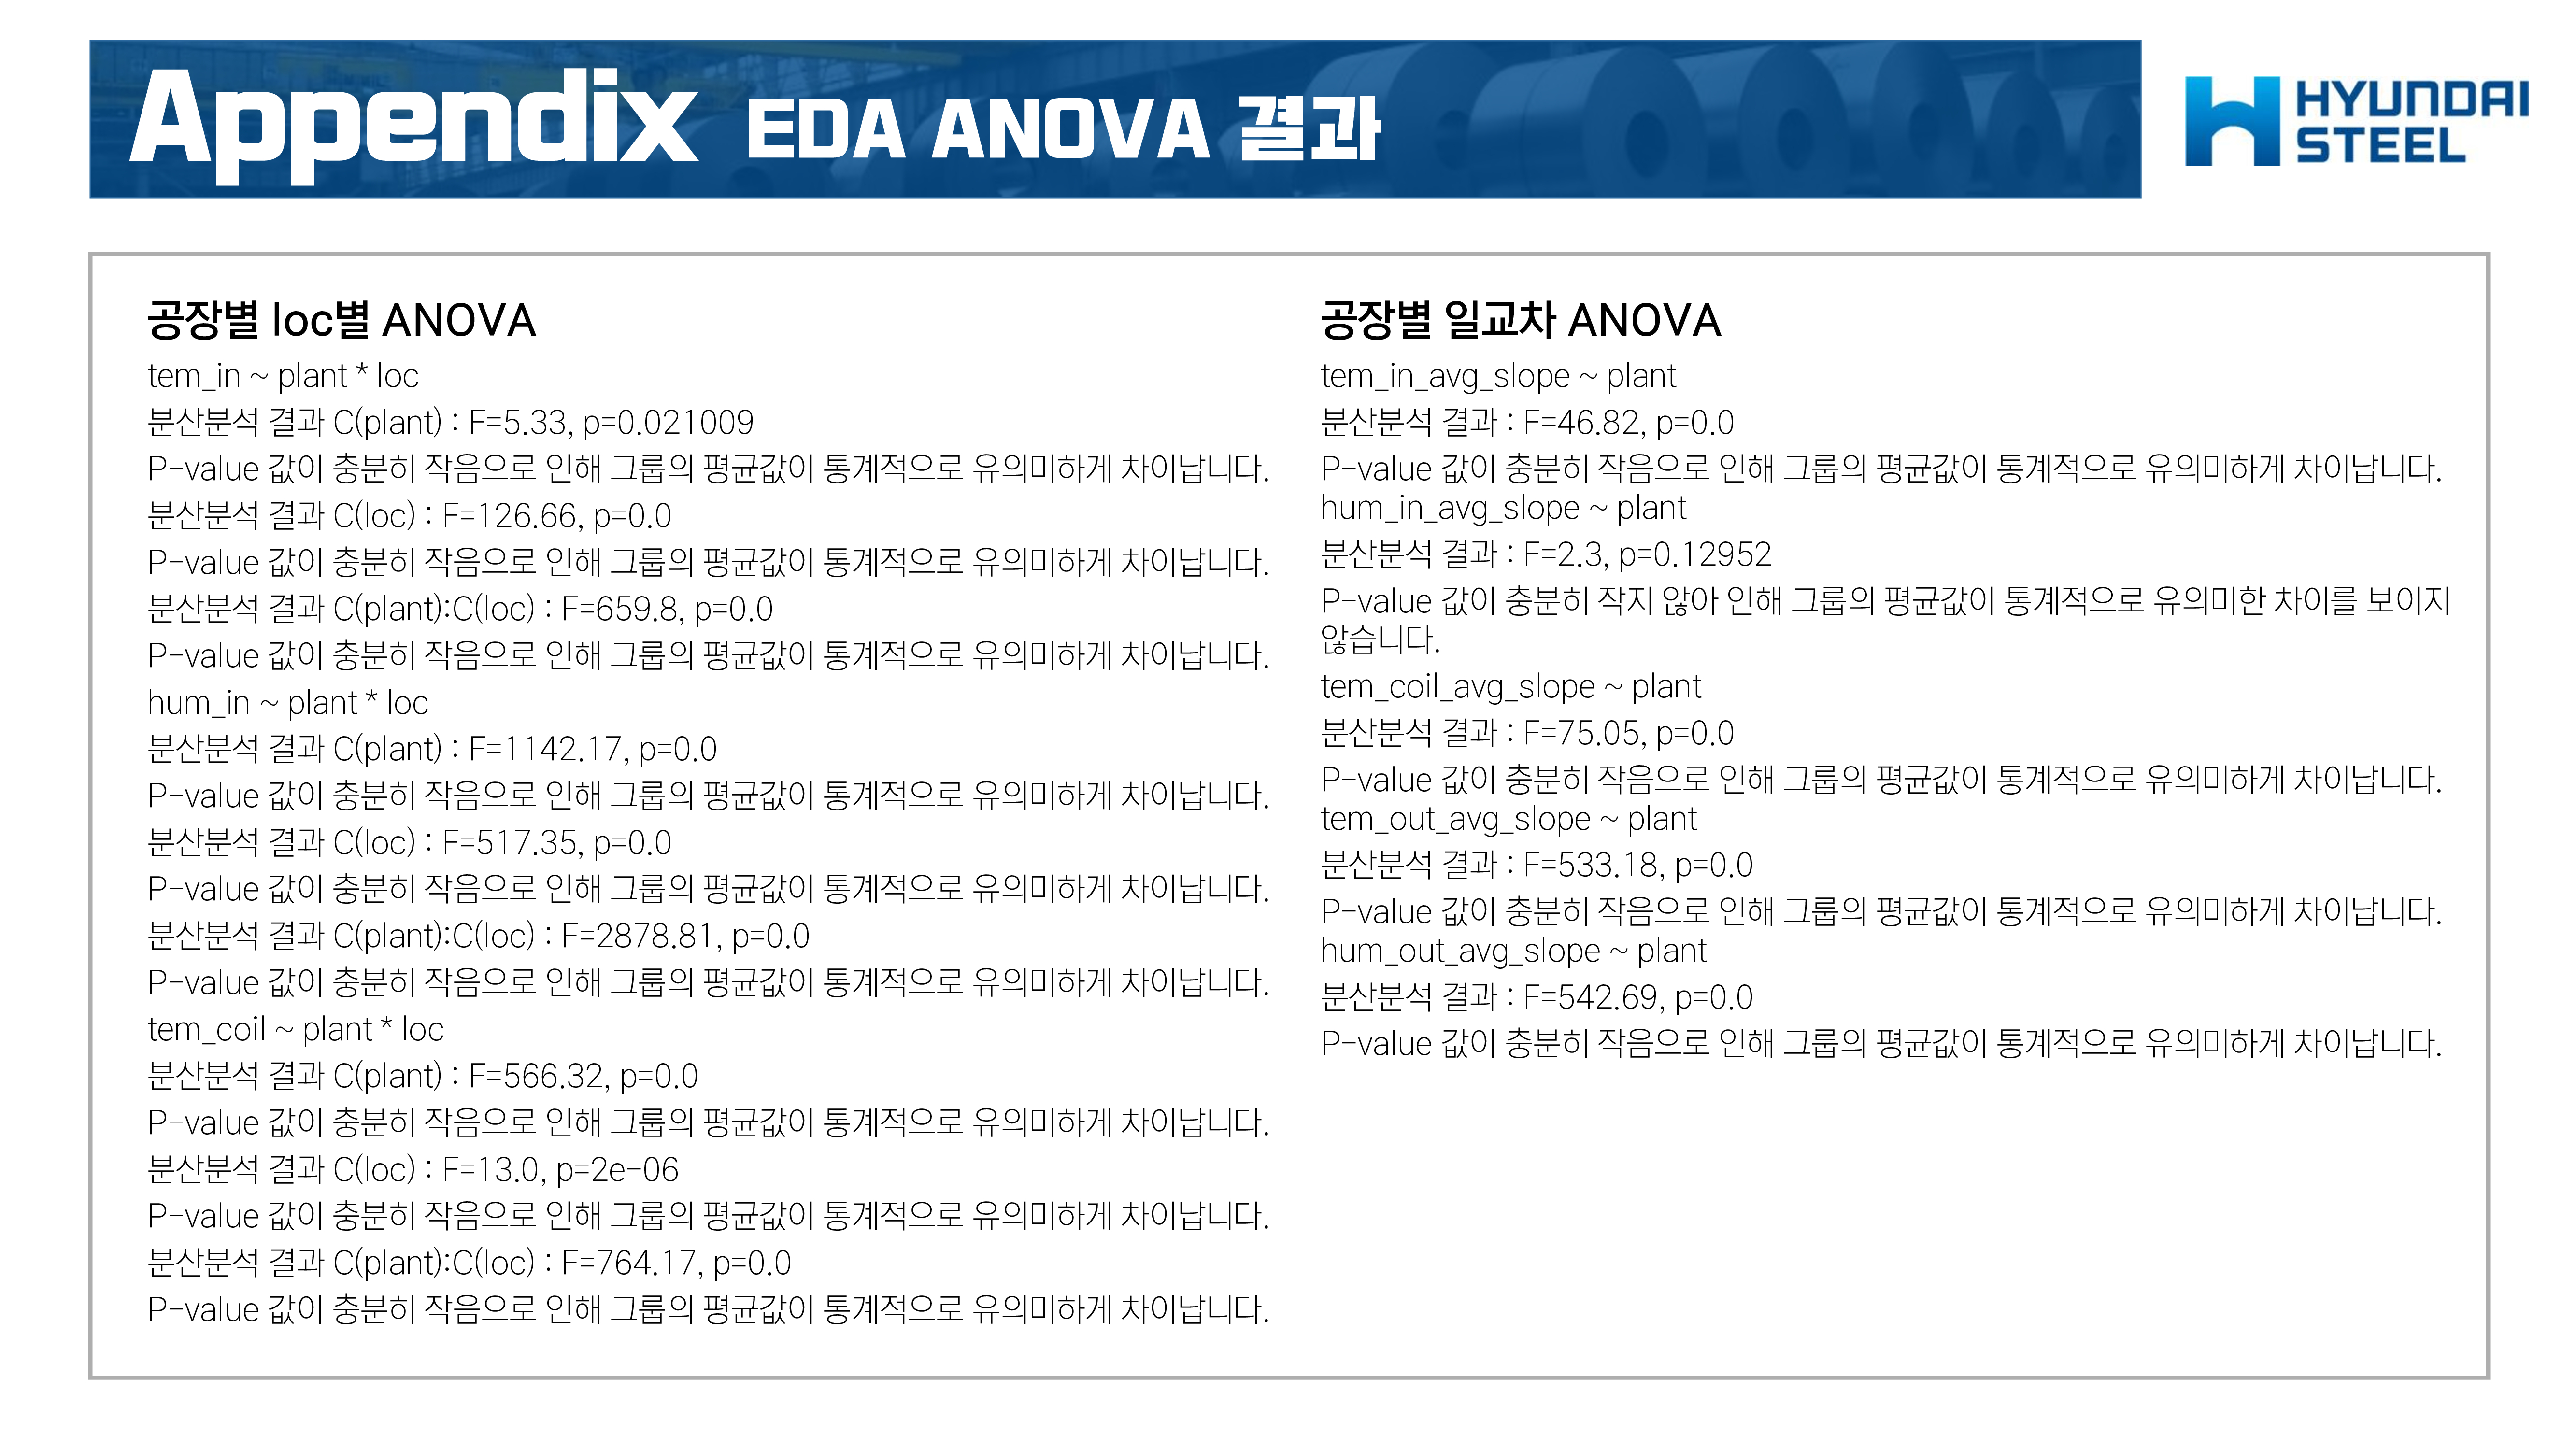 Appendix EDA ANOVA 결과
HYUNDAI
STEEL
공장별 loc별 ANOVA
tem_in ~ plant * loc
분산분석 결과 C(plant) : F=5.33, p=0.021009
P-value 값이 충분히 작음으로 인해 그룹의 평균값이 통계적으로 유의미하게 차이납니다.
분산분석 결과 C(loc) : F=126.66, p=0.0
P-value 값이 충분히 작음으로 인해 그룹의 평균값이 통계적으로 유의미하게 차이납니다.
분산분석 결과 C(plant):C(loc) : F=659.8, p=0.0
P-value 값이 충분히 작음으로 인해 그룹의 평균값이 통계적으로 유의미하게 차이납니다.
hum_in ~ plant * loc
분산분석 결과 C(plant) : F=1142.17, p=0.0
P-value 값이 충분히 작음으로 인해 그룹의 평균값이 통계적으로 유의미하게 차이납니다.
분산분석 결과 C(loc) : F=517.35, p=0.0
P-value 값이 충분히 작음으로 인해 그룹의 평균값이 통계적으로 유의미하게 차이납니다.
분산분석 결과 C(plant):C(loc) : F=2878.81, p=0.0
P-value 값이 충분히 작음으로 인해 그룹의 평균값이 통계적으로 유의미하게 차이납니다.
tem_coil ~ plant * loc
분산분석 결과 C(plant) : F=566.32, p=0.0
P-value 값이 충분히 작음으로 인해 그룹의 평균값이 통계적으로 유의미하게 차이납니다.
분산분석 결과 C(loc) : F=13.0, p=2e-06
P-value 값이 충분히 작음으로 인해 그룹의 평균값이 통계적으로 유의미하게 차이납니다.
분산분석 결과 C(plant):C(loc) : F=764.17, p=0.0
P-value 값이 충분히 작음으로 인해 그룹의 평균값이 통계적으로 유의미하게 차이납니다.
공장별 일교차 ANOVA
tem_in_avg_slope ~ plant
분산분석 결과 : F=46.82, p=0.0
P-value 값이 충분히 작음으로 인해 그룹의 평균값이 통계적으로 유의미하게 차이납니다.
hum_in_avg_slope ~ plant
분산분석 결과 : F=2.3, p=0.12952
P-value 값이 충분히 작지 않아 인해 그룹의 평균값이 통계적으로 유의미한 차이를 보이지
않습니다.
tem_coil_avg_slope ~ plant
분산분석 결과 : F=75.05, p=0.0
P-value 값이 충분히 작음으로 인해 그룹의 평균값이 통계적으로 유의미하게 차이납니다.
tem_out_avg_slope ~ plant
분산분석 결과 : F=533.18, p=0.0
P-value 값이 충분히 작음으로 인해 그룹의 평균값이 통계적으로 유의미하게 차이납니다.
hum_out_avg_slope ~ plant
분산분석 결과 : F=542.69, p=0.0
P-value 값이 충분히 작음으로 인해 그룹의 평균값이 통계적으로 유의미하게 차이납니다.